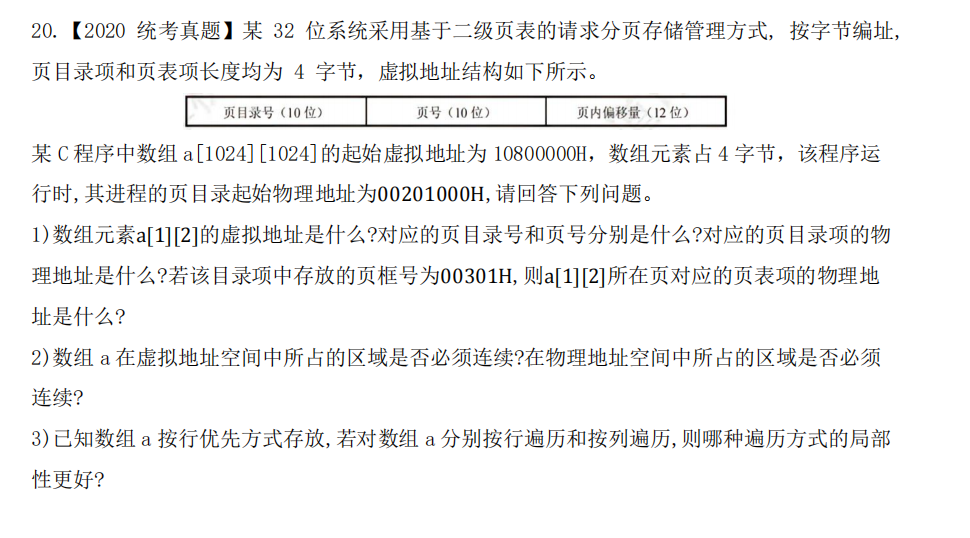 20.【2020 统考真题】某 32 位系统采用基于二级页表的请求分页存储管理方式, 按字节编址,
页目录项和页表项长度均为 4 字节，虚拟地址结构如下所示。
页目录号（10 位） 页号（10 位） 页内偏移量（12 位）
某 C 程序中数组 a[1024][1024]的起始虚拟地址为 10800000H，数组元素占 4 字节，该程序运
行时,其进程的页目录起始物理地址为00201000H,请回答下列问题。
1)数组元素a[1][2]的虚拟地址是什么?对应的页目录号和页号分别是什么?对应的页目录项的物
理地址是什么?若该目录项中存放的页框号为00301H,则a[1][2]所在页对应的页表项的物理地
址是什么?
2)数组 a 在虚拟地址空间中所占的区域是否必须连续?在物理地址空间中所占的区域是否必须
连续?
3)已知数组 a 按行优先方式存放,若对数组 a 分别按行遍历和按列遍历,则哪种遍历方式的局部
性更好?